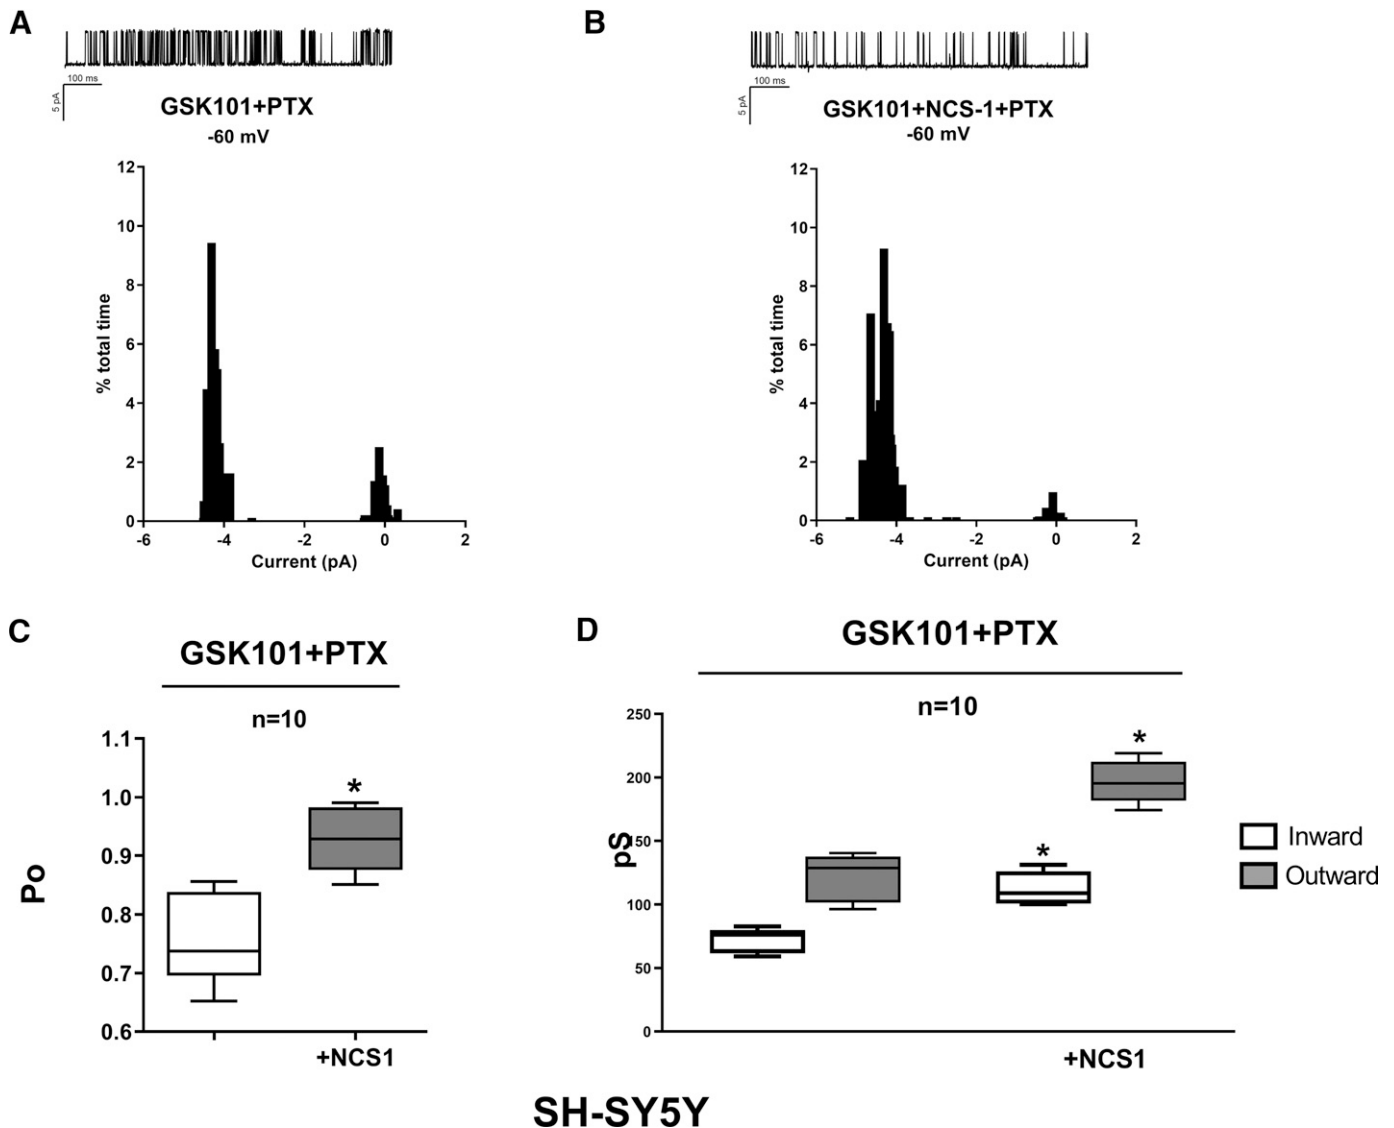 A
100 ms
5 pA
GSK101+PTX
-60 mV
12
10
8
6
4
2
0
% total time
-6 -4 -2 0 2
Current (pA)
B
100 ms
5 pA
GSK101+NCS-1+PTX
-60 mV
12
10
8
6
4
2
0
% total time
-6 -4 -2 0 2
Current (pA)
C
GSK101+PTX
n=10
1.1
1.0
0.9
0.8
0.7
0.6
Po
*
+NCS1
D
GSK101+PTX
n=10
250
200
150
100
50
0
pS
*
*
+NCS1
Inward
Outward
SH-SY5Y